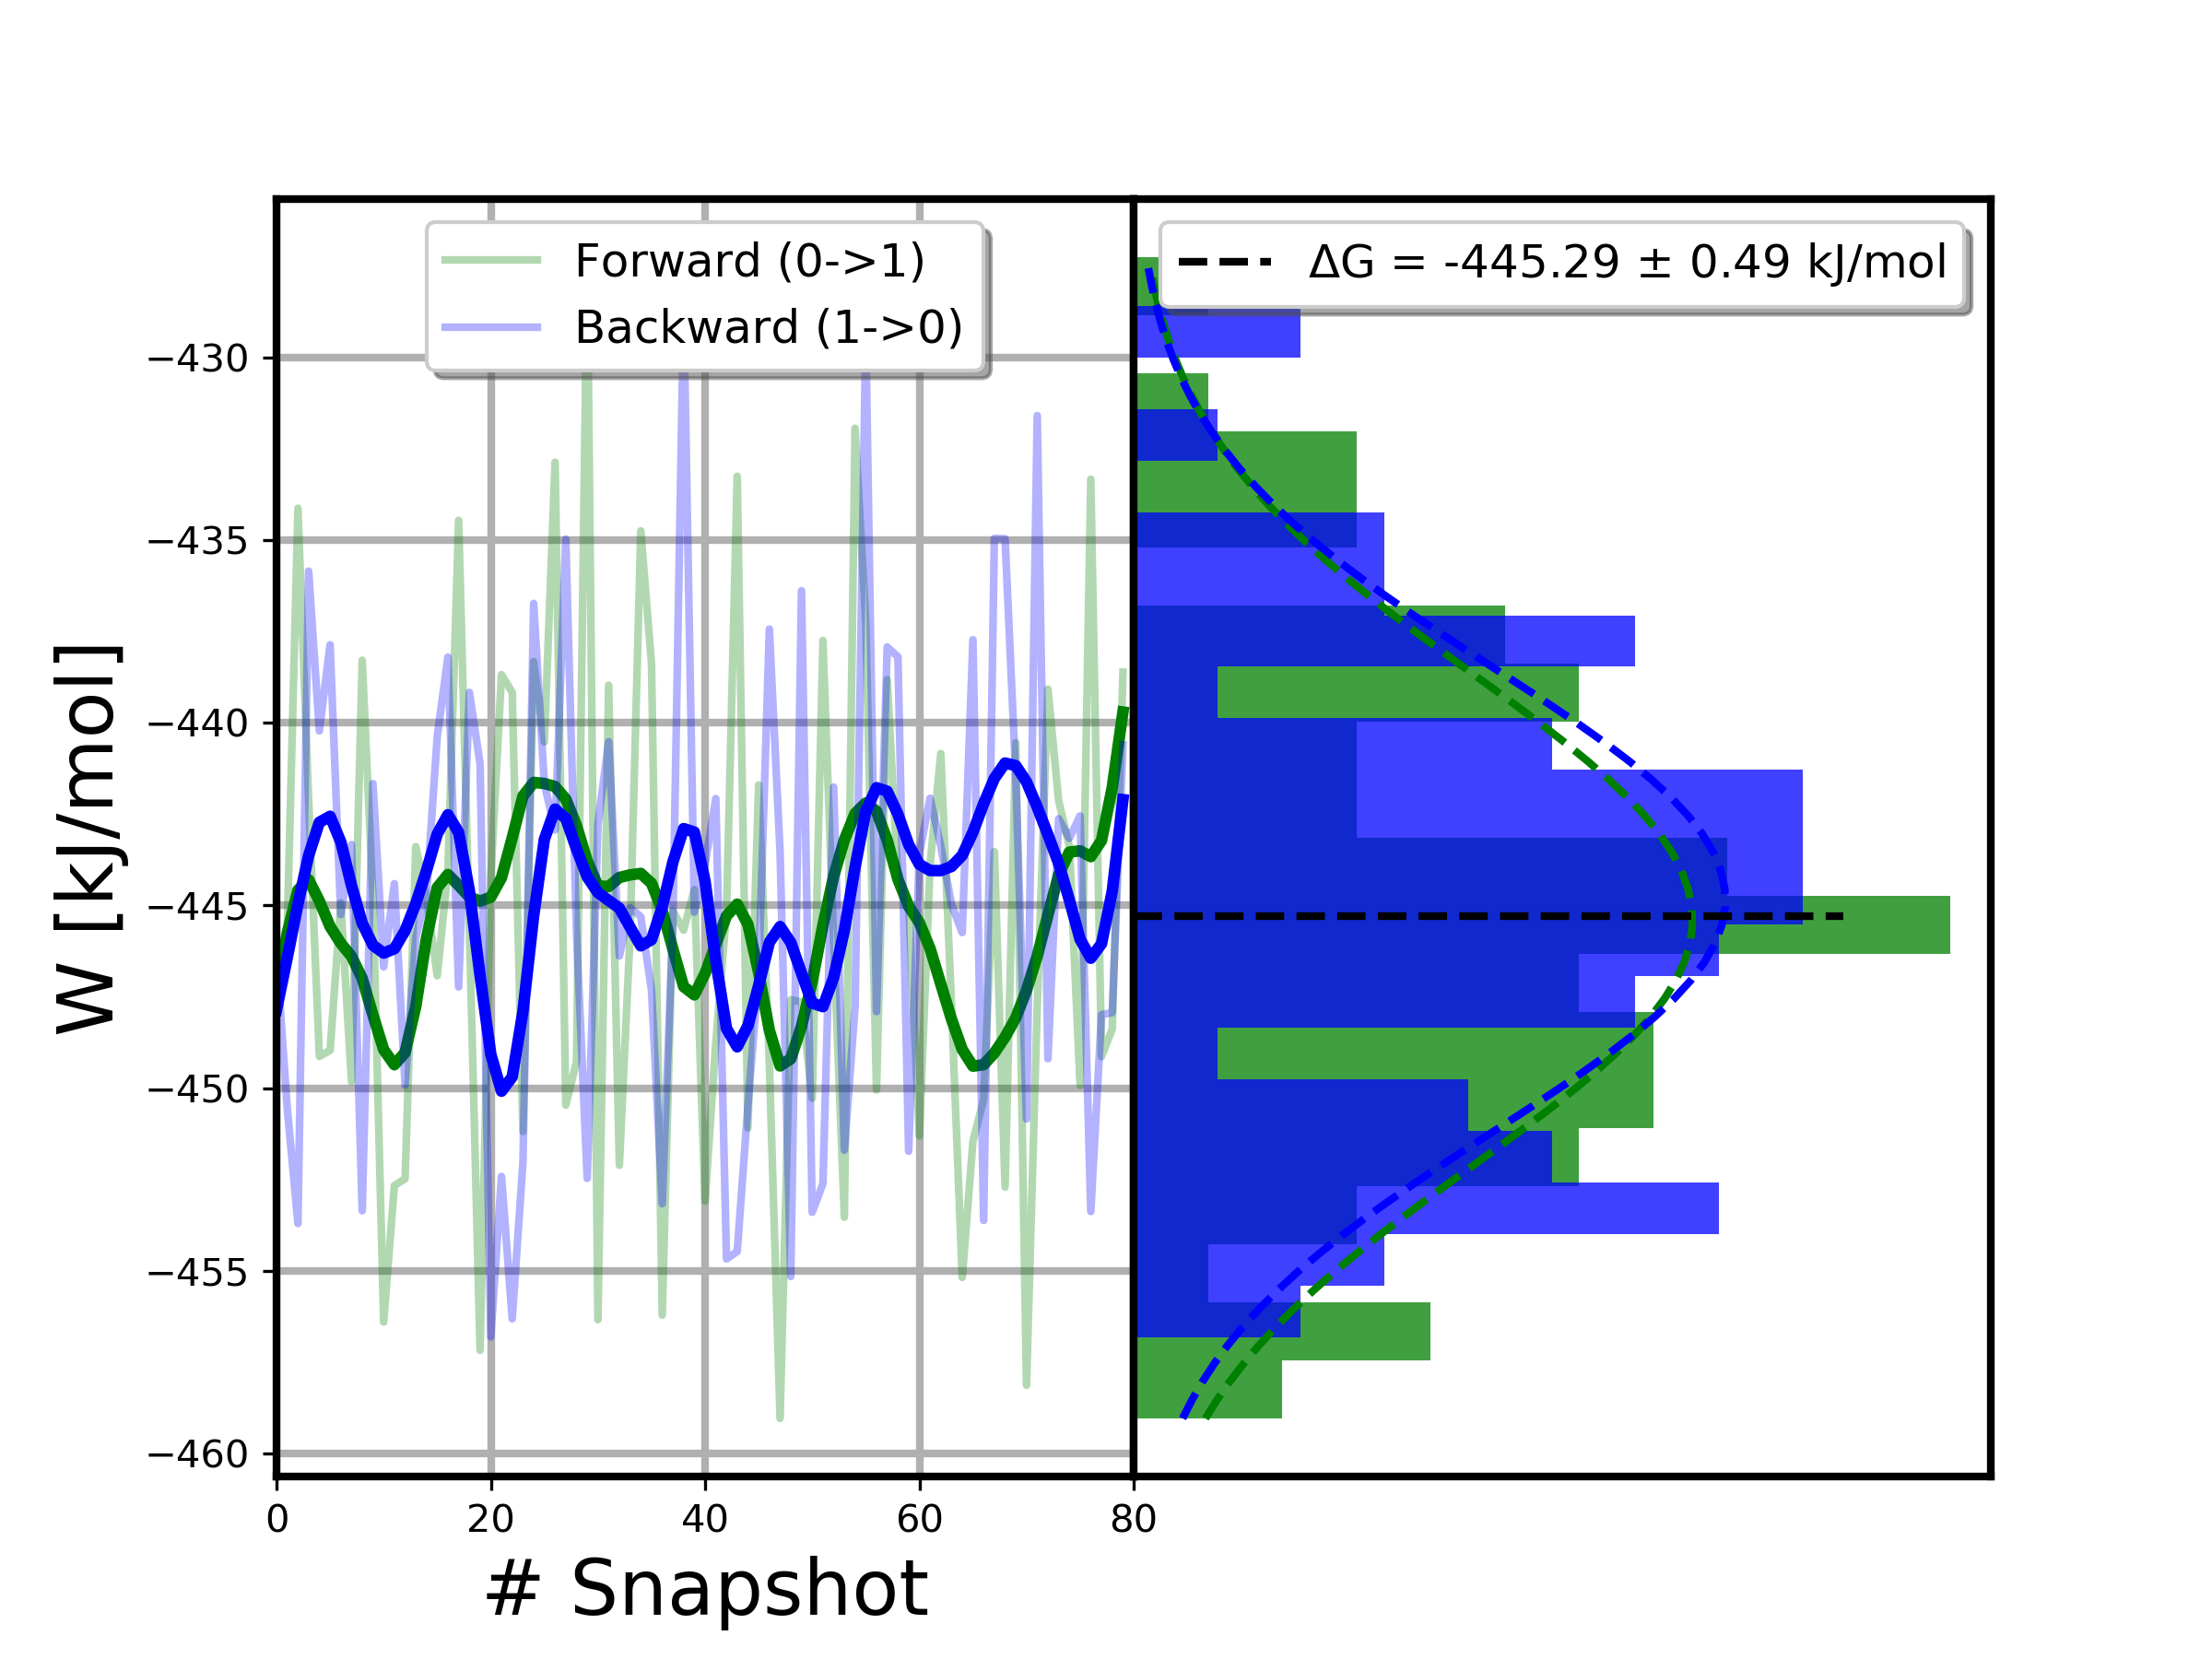 Forward (0->1)
Backward (1->0)
ΔG = -445.29 ± 0.49 kJ/mol
W [kJ/mol]
−430
−435
−440
−445
−450
−455
−460
0 20 40 60 80
# Snapshot